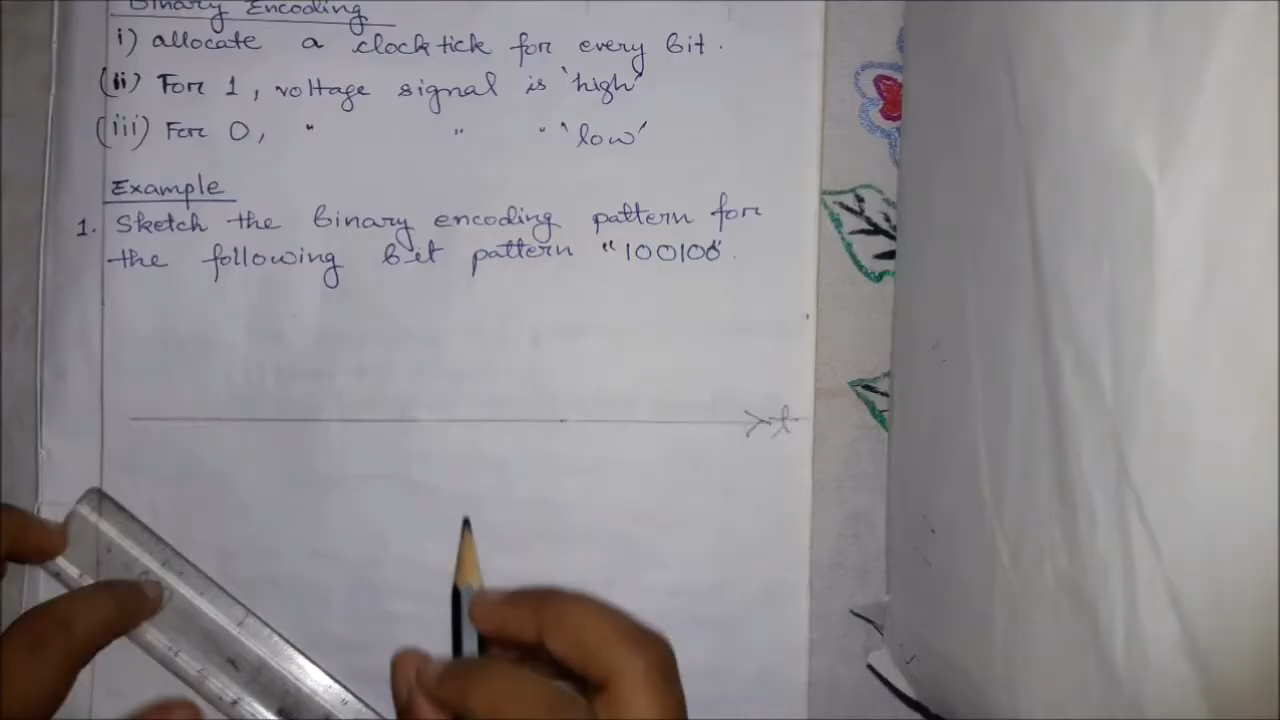 Binary Encoding
i) allocate a clock tick for every bit.
(ii) For 1, voltage signal is 'high'
(iii) For 0, " " " 'low'
Example
1. Sketch the binary encoding pattern for
the following bit pattern "100100".
t